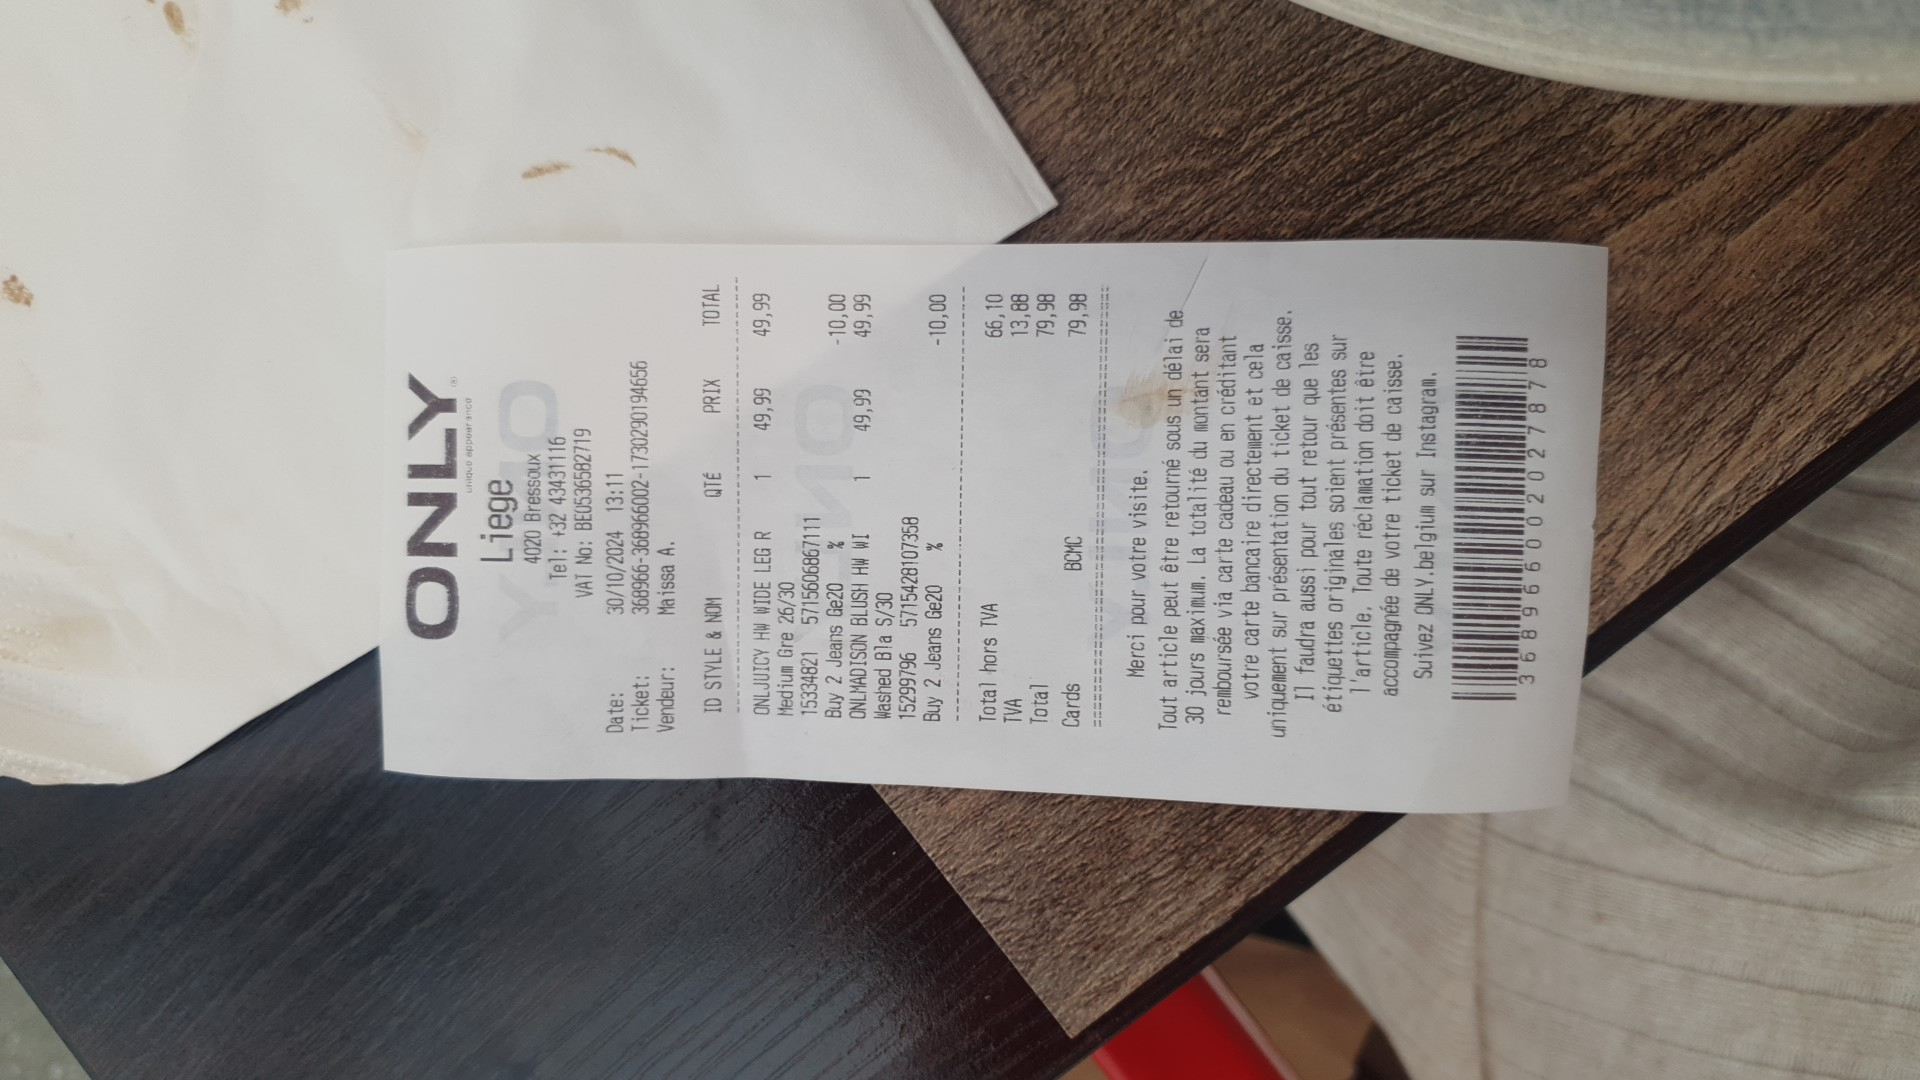 ONLY
unique appearance
Liege
4020 Bressoux
Tel: +32 43431116
VAT No: BE0536582719
Date: 30/10/2024 13:11
Ticket: 368966-368966002-1730290194656
Vendeur: Maissa A.
ID STYLE & NOM QTÉ PRIX TOTAL
ONLJUICY HW WIDE LEG R 1 49,99 49,99
Medium Gre 26/30
15334821 5715606867111
Buy 2 Jeans Ge20 % -10,00
ONLMADISON BLUSH HW WI 1 49,99 49,99
Washed Bla S/30
15299796 5715428107358
Buy 2 Jeans Ge20 % -10,00
Total hors TVA 66,10
TVA 13,88
Total 79,98
Cards BCMC 79,98
Merci pour votre visite.
Tout article peut être retourné sous un délai de
30 jours maximum. La totalité du montant sera
remboursée via carte cadeau ou en créditant
votre carte bancaire directement et cela
uniquement sur présentation du ticket de caisse.
Il faudra aussi pour tout retour que les
étiquettes originales soient présentes sur
l'article. Toute réclamation doit être
accompagnée de votre ticket de caisse.
Suivez ONLY.belgium sur Instagram.
368966002027878